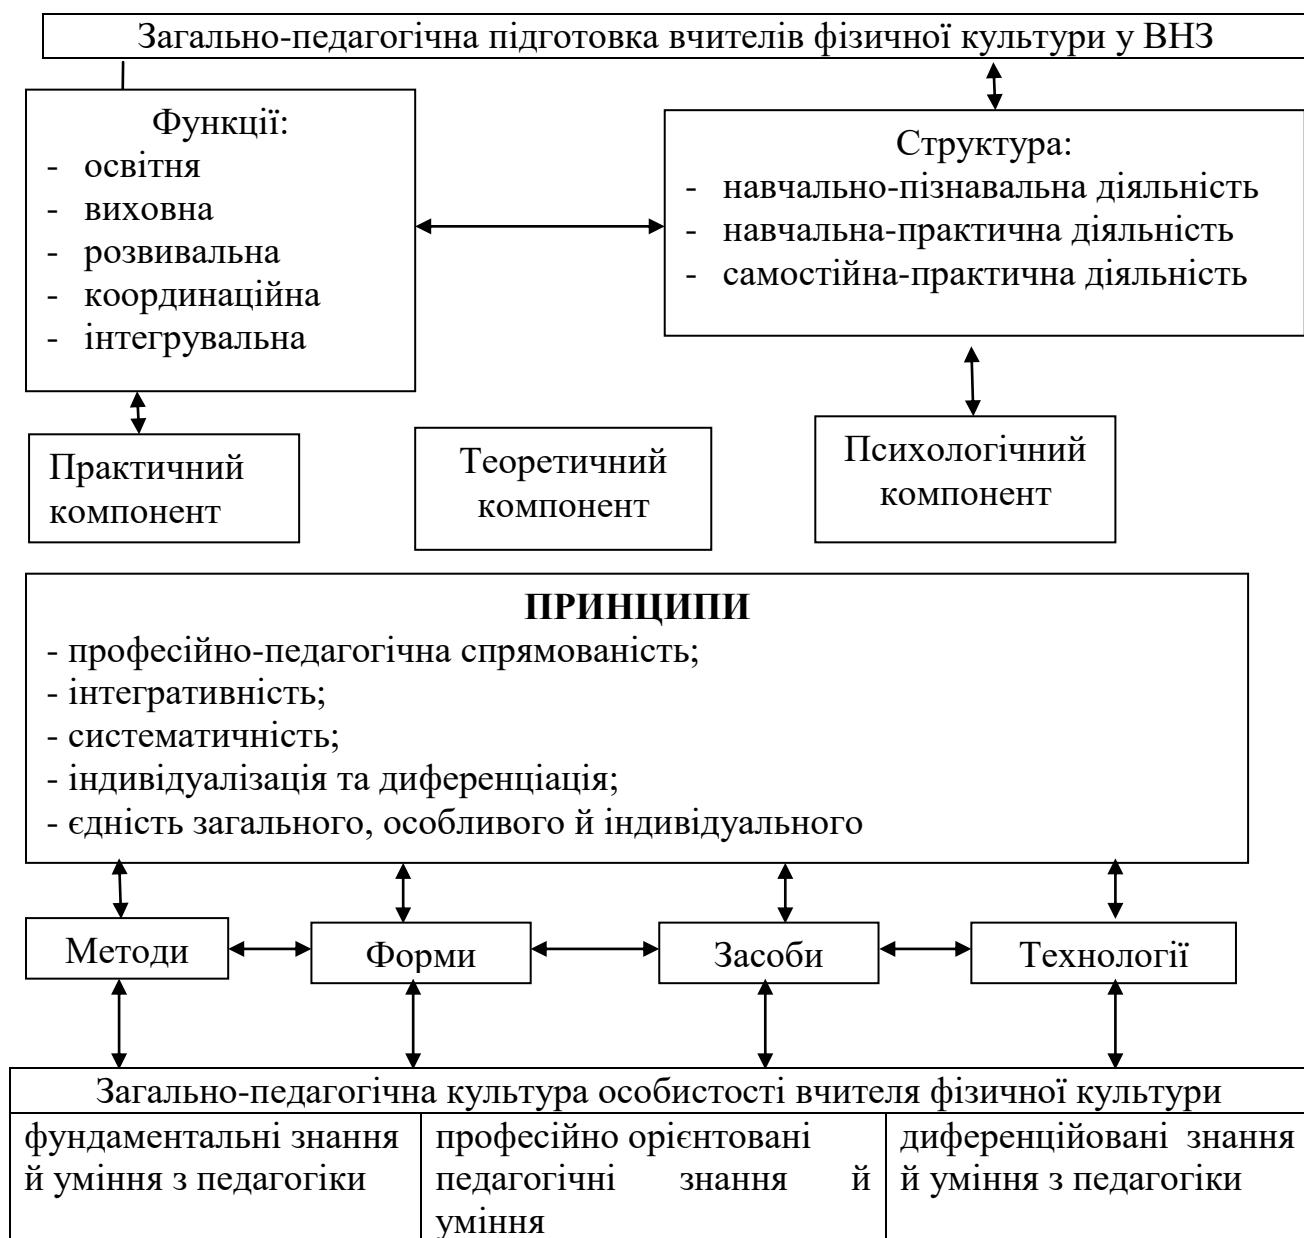 Загально-педагогічна підготовка вчителів фізичної культури у ВНЗ
Функції:
- освітня
- виховна
- розвивальна
- координаційна
- інтегрувальна
Структура:
- навчально-пізнавальна діяльність
- навчальна-практична діяльність
- самостійна-практична діяльність
Практичний
компонент
Теоретичний
компонент
Психологічний
компонент
ПРИНЦИПИ
- професійно-педагогічна спрямованість;
- інтегративність;
- систематичність;
- індивідуалізація та диференціація;
- єдність загального, особливого й індивідуального
Методи
Форми
Засоби
Технології
Загально-педагогічна культура особистості вчителя фізичної культури
фундаментальні знання
й уміння з педагогіки
професійно орієнтовані
педагогічні знання й
уміння
диференційовані знання
й уміння з педагогіки